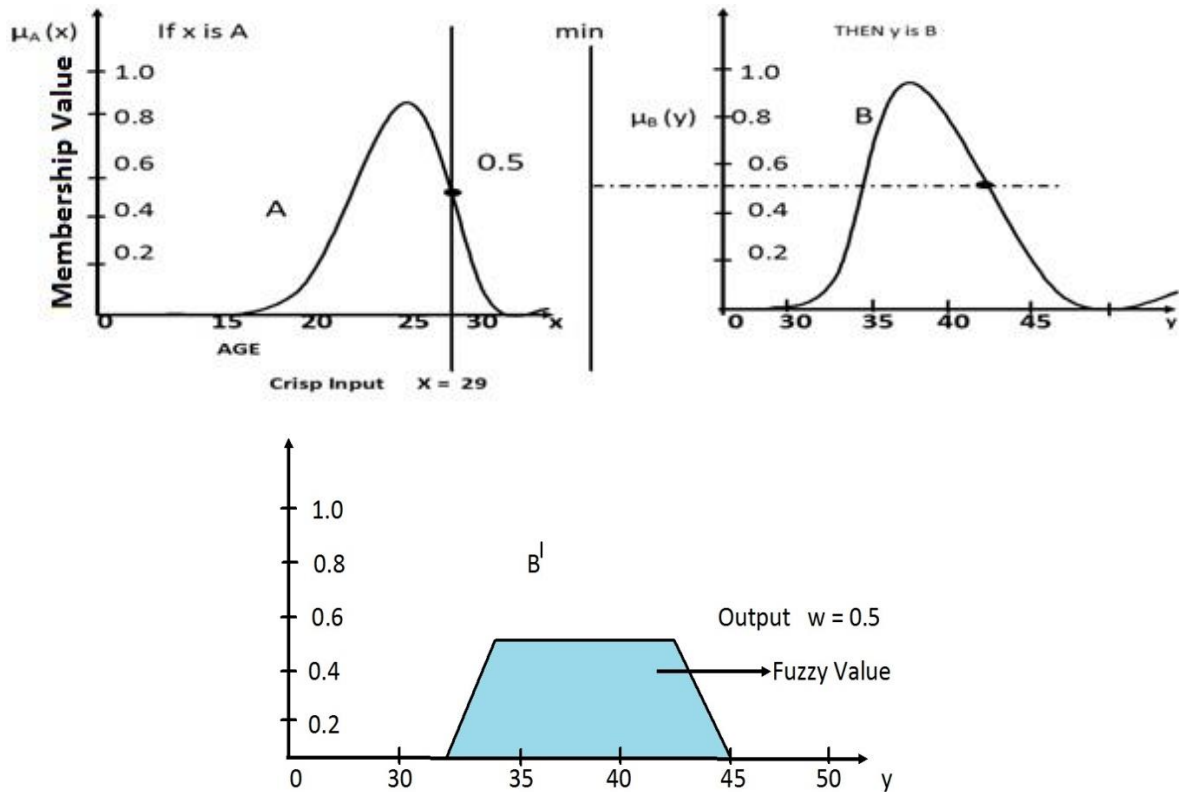 μA (x) If x is A min THEN y is B
Membership Value
1.0
0.8
0.6
0.4
0.2
A
0.5
0 15 20 25 30 x
AGE
Crisp Input X = 29
μB (y)
1.0
0.8
0.6
0.4
0.2
B
0 30 35 40 45 y
1.0
0.8
0.6
0.4
0.2
B'
Output w = 0.5
Fuzzy Value
0 30 35 40 45 50 y